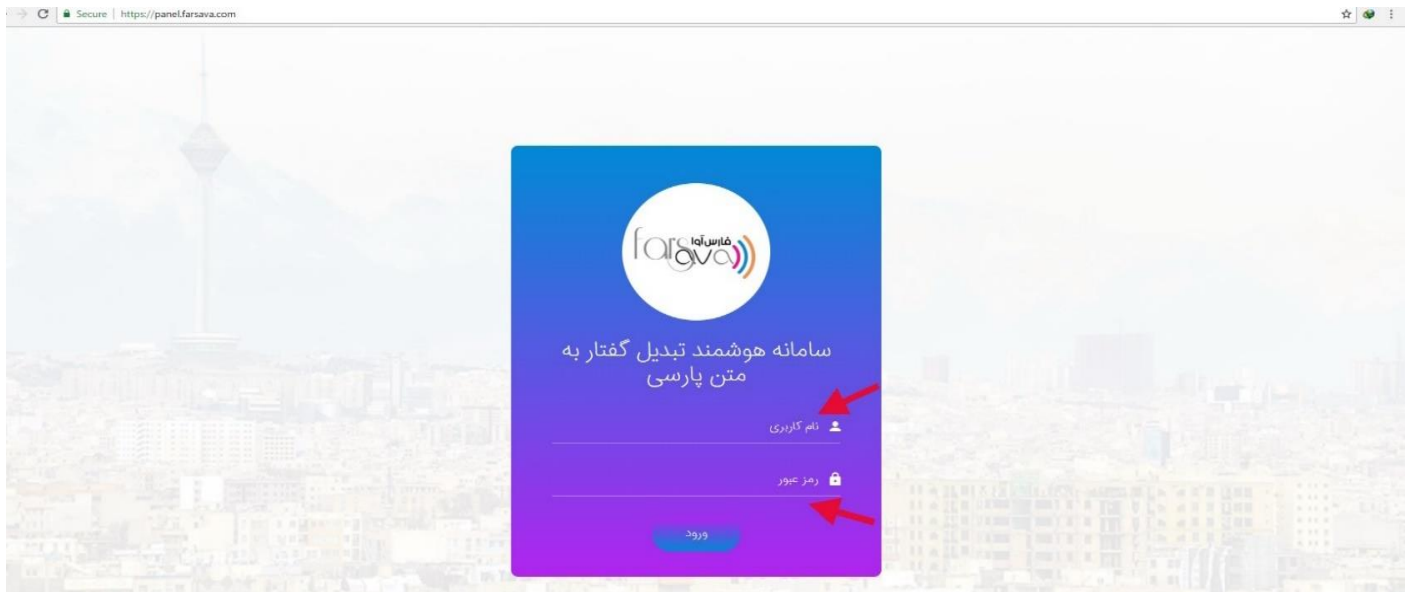 Secure | https://panel.farsava.com
فارس‌آوا
farsava
سامانه هوشمند تبدیل گفتار به
متن پارسی
نام کاربری
رمز عبور
ورود